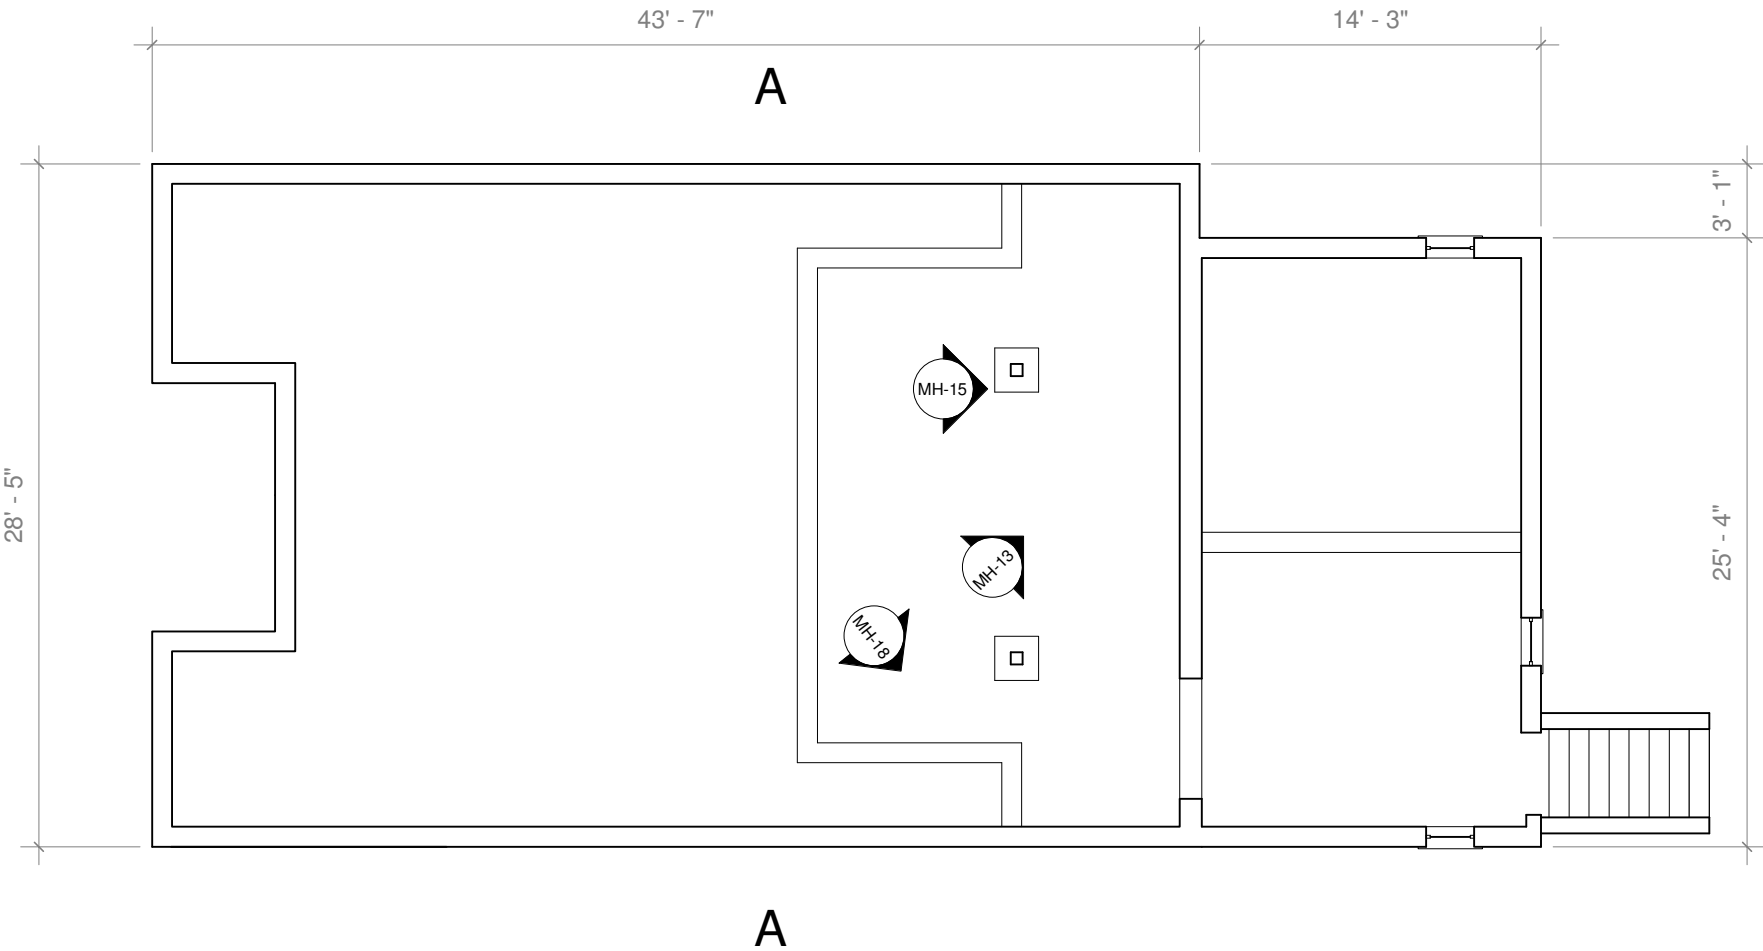 43' - 7"
14' - 3"
A
3' - 1"
MH-15
28' - 5"
25' - 4"
MH-13
MH-18
A